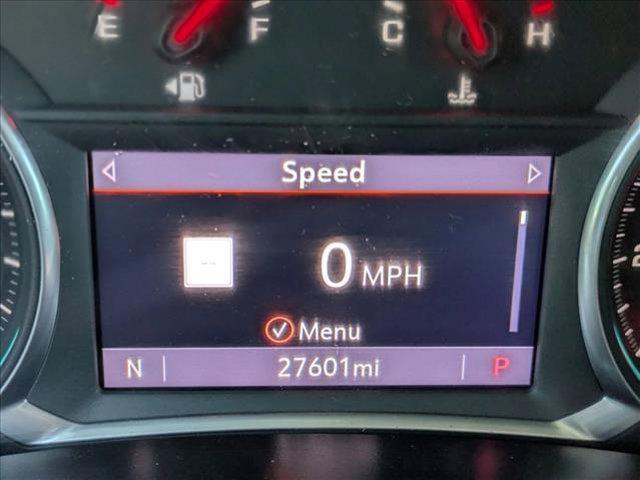 E F C H
Speed
0 MPH
Menu
N 27601mi P